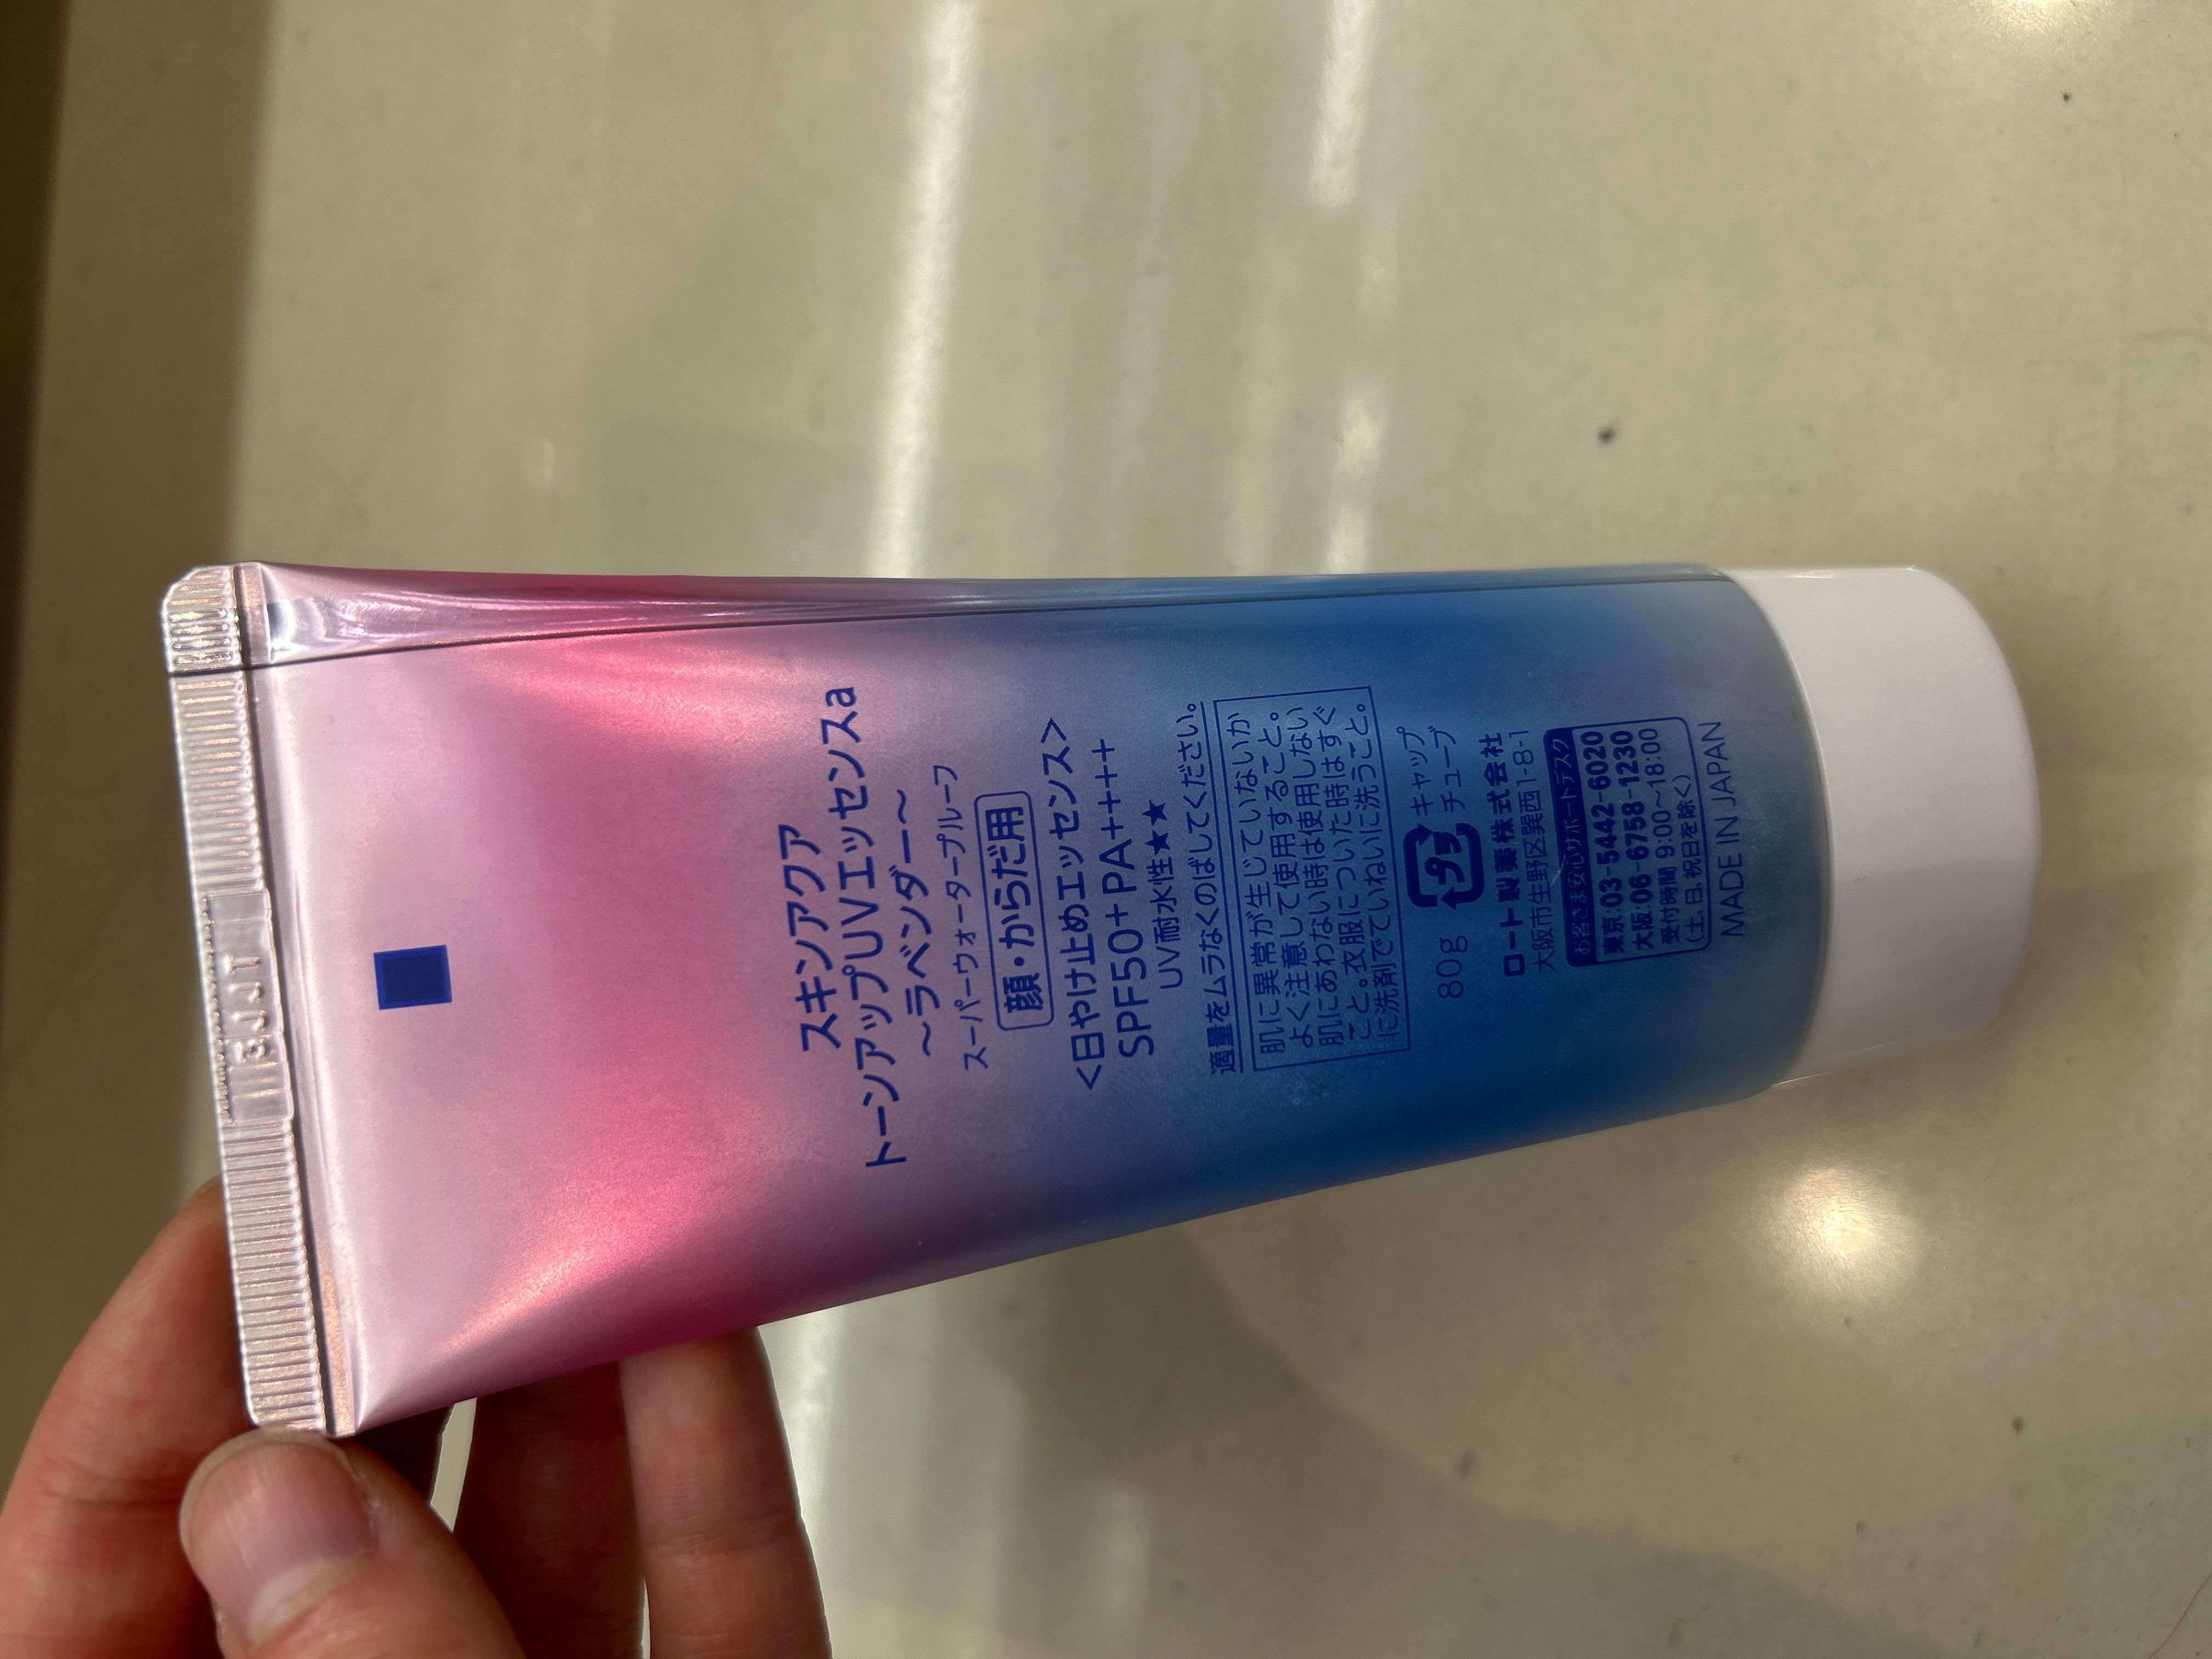 スキンアクア
トーンアップUVエッセンスa
～ラベンダー～
スーパーウォータープルーフ
顔・からだ用
<日やけ止めエッセンス>
SPF50+ PA++++
UV耐水性★★
適量をムラなくのばしてください。
肌に異常が生じていないか
よく注意して使用すること。
肌にあわない時は使用しない
こと。衣服についた時はすぐ
に洗剤でていねいに洗うこと。
80g プラ キャップ
チューブ
ロート製薬株式会社
大阪市生野区巽西1-8-1
お客さま安心サポートデスク
東京:03-5442-6020
大阪:06-6758-1230
受付時間 9:00～18:00
(土、日、祝日を除く)
MADE IN JAPAN